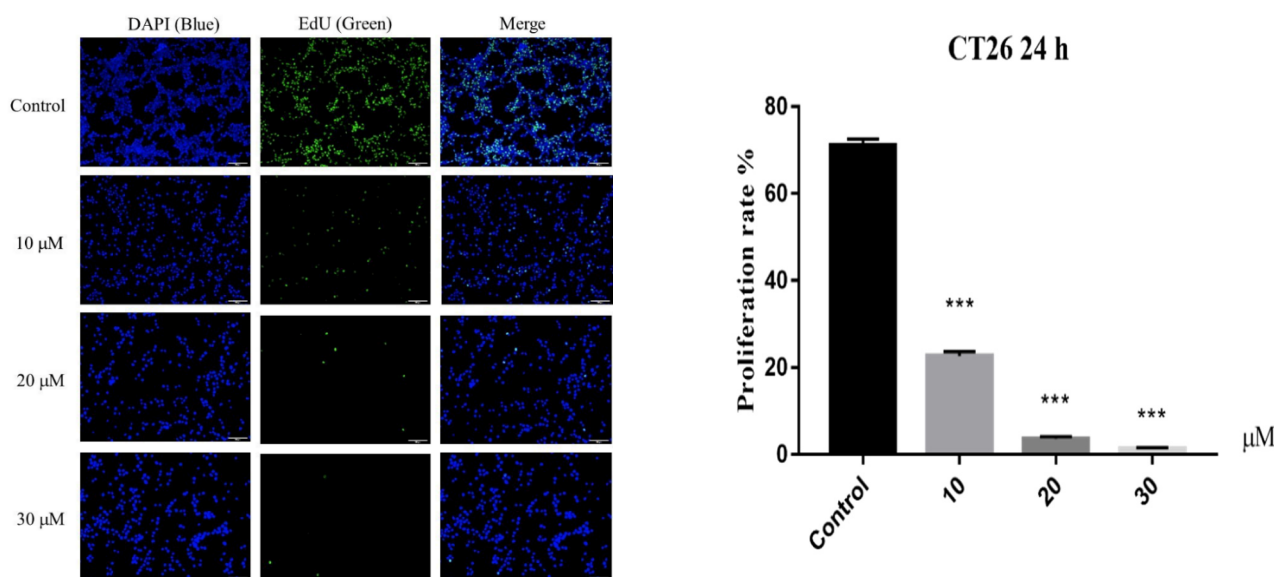 DAPI (Blue) EdU (Green) Merge
Control
10 μM
20 μM
30 μM
CT26 24 h
Proliferation rate %
80
60
40
20
0
***
***
***
Control 10 20 30
μM